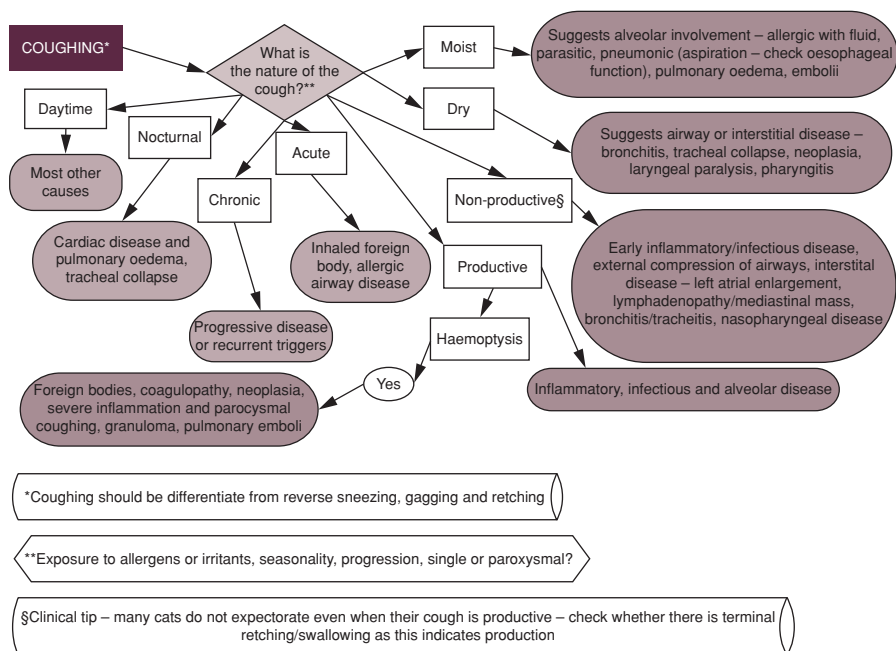 COUGHING*
What is
the nature of the
cough?**
Moist
Suggests alveolar involvement – allergic with fluid,
parasitic, pneumonic (aspiration – check oesophageal
function), pulmonary oedema, embolii
Daytime
Nocturnal
Acute
Dry
Most other
causes
Chronic
Suggests airway or interstitial disease –
bronchitis, tracheal collapse, neoplasia,
laryngeal paralysis, pharyngitis
Non-productive§
Cardiac disease and
pulmonary oedema,
tracheal collapse
Inhaled foreign
body, allergic
airway disease
Productive
Early inflammatory/infectious disease,
external compression of airways, interstital
disease – left atrial enlargement,
lymphadenopathy/mediastinal mass,
bronchitis/tracheitis, nasopharyngeal disease
Progressive disease
or recurrent triggers
Haemoptysis
Yes
Foreign bodies, coagulopathy, neoplasia,
severe inflammation and parocysmal
coughing, granuloma, pulmonary emboli
Inflammatory, infectious and alveolar disease
*Coughing should be differentiate from reverse sneezing, gagging and retching
**Exposure to allergens or irritants, seasonality, progression, single or paroxysmal?
§Clinical tip – many cats do not expectorate even when their cough is productive – check whether there is terminal
retching/swallowing as this indicates production